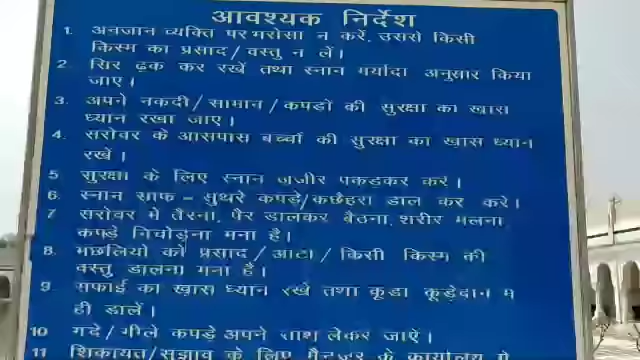 आवश्यक निर्देश
1. अनजान व्यक्ति पर भरोसा न करें, उससे किसी
किस्म का प्रसाद/वस्तु न लें।
2. सिर ढ़क कर रखें तथा स्नान मर्यादा अनुसार किया
जाए।
3. अपने नकदी/सामान/कपडों की सुरक्षा का खास
ध्यान रखा जाए।
4. सरोवर के आसपास बच्चों की सुरक्षा का खास ध्यान
रखें।
5 सुरक्षा के लिए स्नान जंजीर पकड़कर करें।
6. स्नान साफ - सुथरे कपड़े/कछैहरा डाल कर करें।
7. सरोवर में तैरना, पैर डालकर बैठना, शरीर मलना,
कपड़े निचोड़ना मना है।
8. मछलियों को प्रसाद/आटा/किसी किस्म की
वस्तु डालना मना है।
9. सफाई का खास ध्यान रखें तथा कूड़ा कूड़ेदान में
ही डालें।
10 गंदे/गीले कपड़े अपने साथ लेकर जाएें।
11 शिकायत/सुझाव के लिए मैनेजर के कार्यालय में